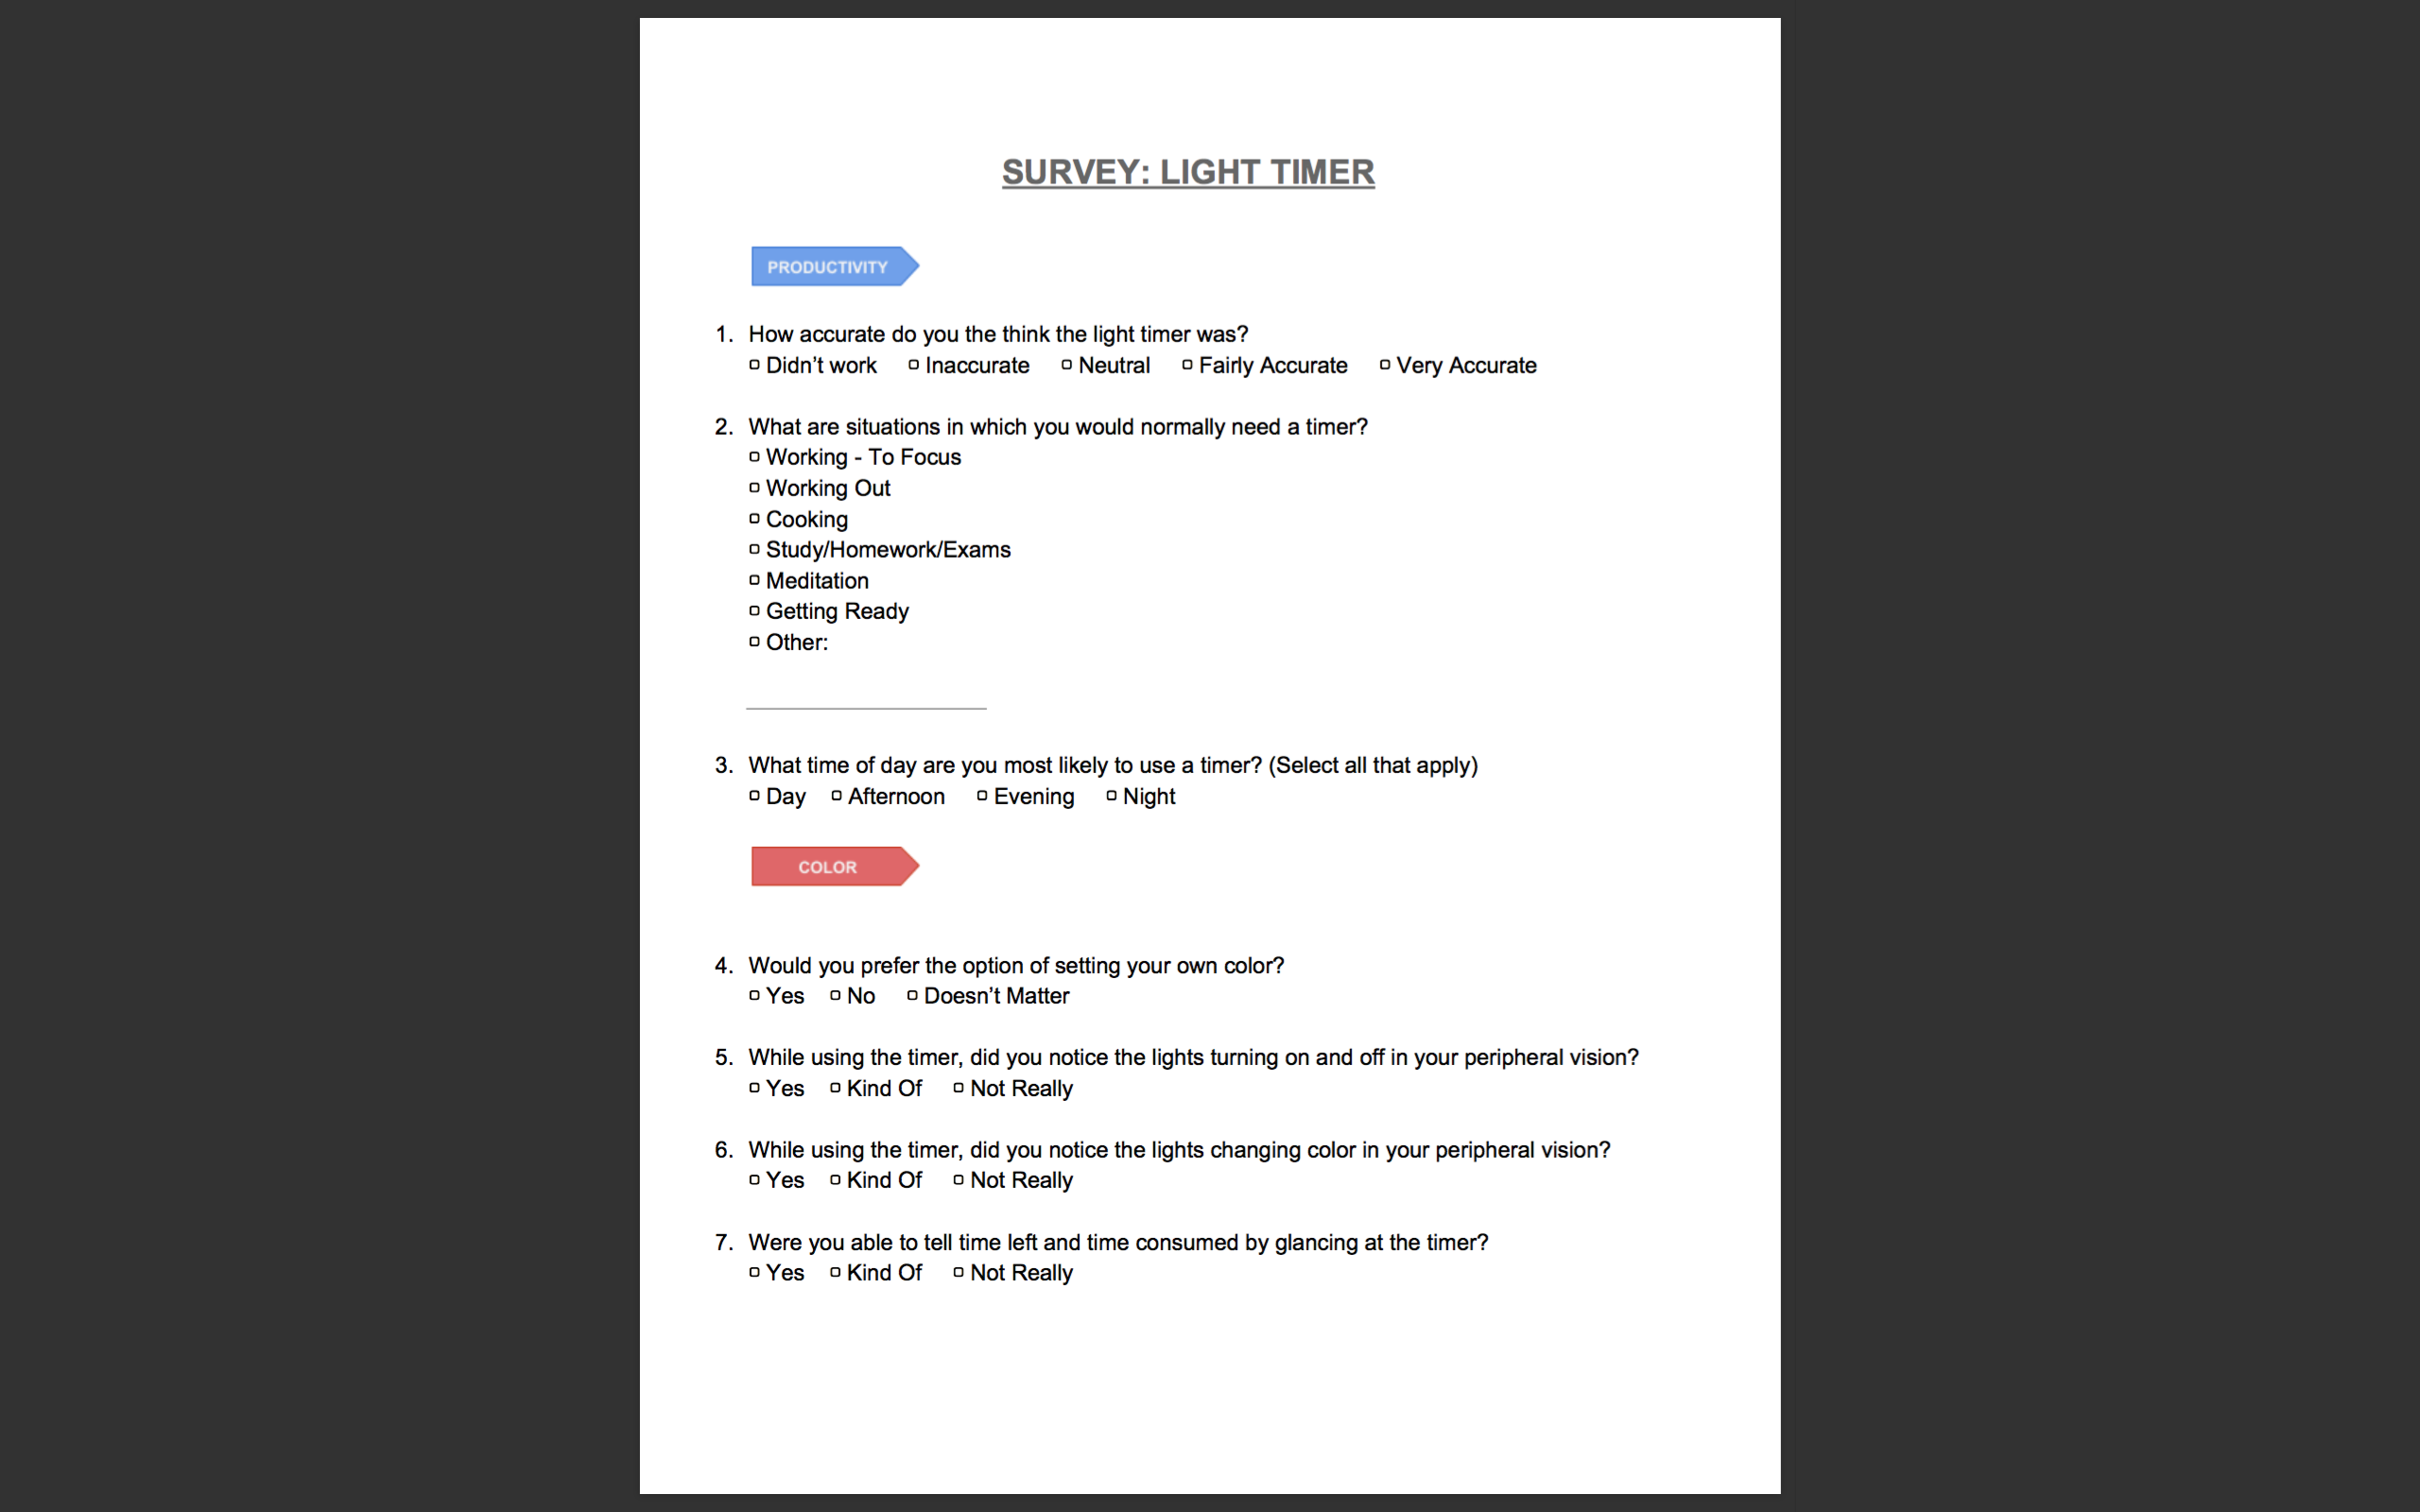 SURVEY: LIGHT TIMER
PRODUCTIVITY
1. How accurate do you the think the light timer was?
▫ Didn’t work ▫ Inaccurate ▫ Neutral ▫ Fairly Accurate ▫ Very Accurate
2. What are situations in which you would normally need a timer?
▫ Working - To Focus
▫ Working Out
▫ Cooking
▫ Study/Homework/Exams
▫ Meditation
▫ Getting Ready
▫ Other:
3. What time of day are you most likely to use a timer? (Select all that apply)
▫ Day ▫ Afternoon ▫ Evening ▫ Night
COLOR
4. Would you prefer the option of setting your own color?
▫ Yes ▫ No ▫ Doesn’t Matter
5. While using the timer, did you notice the lights turning on and off in your peripheral vision?
▫ Yes ▫ Kind Of ▫ Not Really
6. While using the timer, did you notice the lights changing color in your peripheral vision?
▫ Yes ▫ Kind Of ▫ Not Really
7. Were you able to tell time left and time consumed by glancing at the timer?
▫ Yes ▫ Kind Of ▫ Not Really